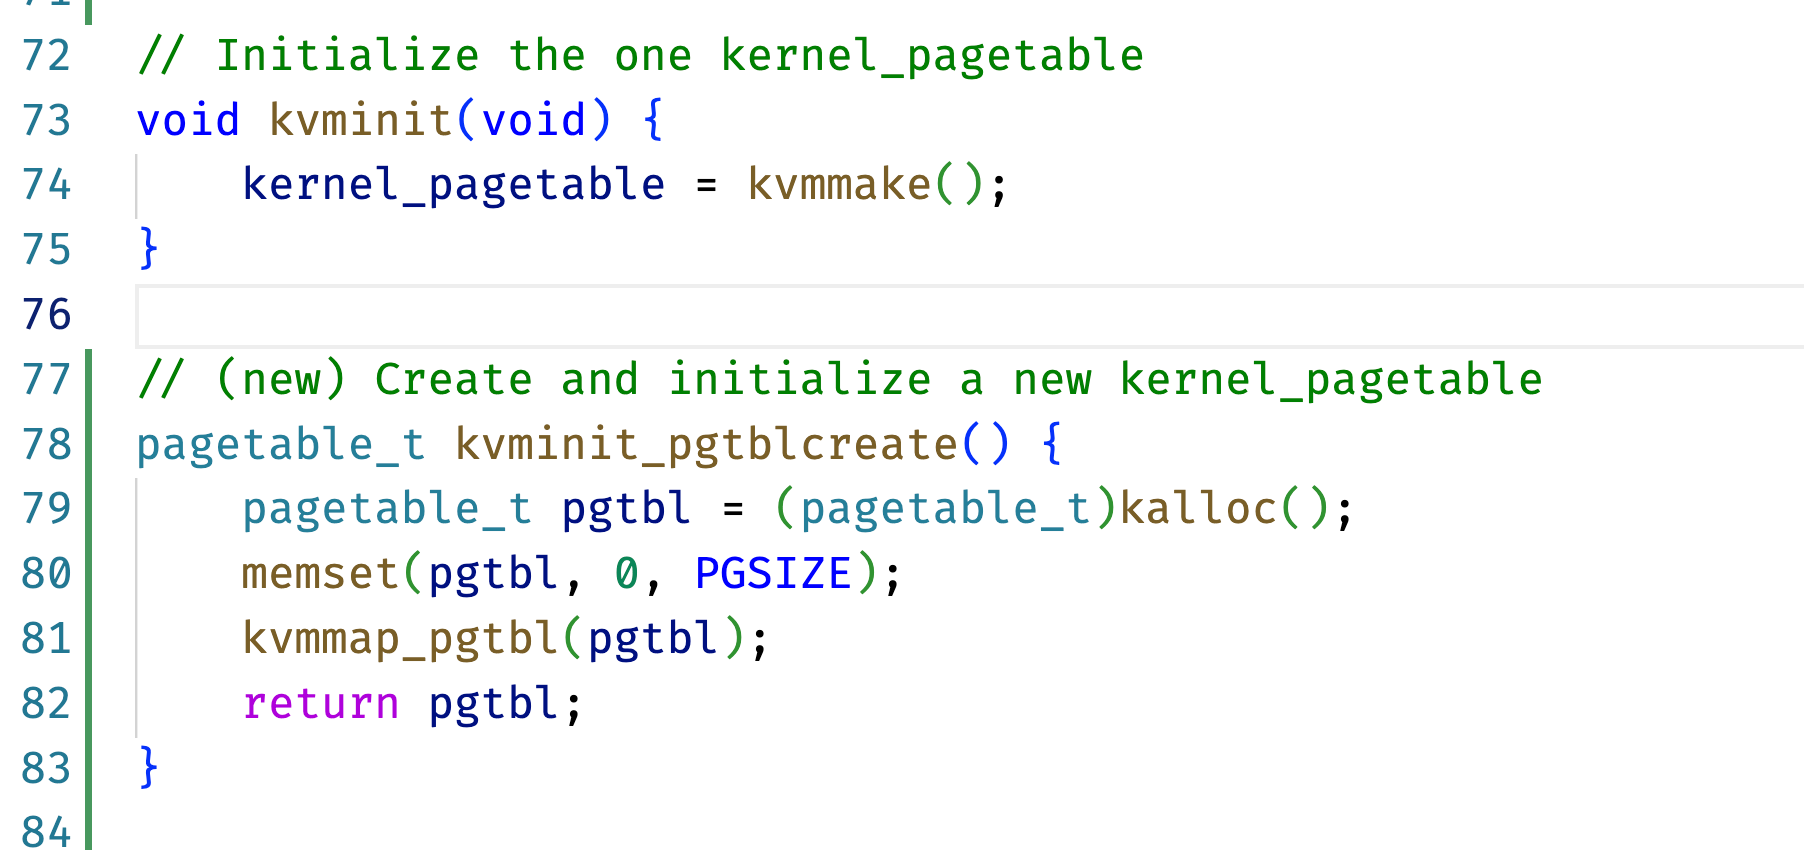 71
72 // Initialize the one kernel_pagetable
73 void kvminit(void) {
74     kernel_pagetable = kvmmake();
75 }
76
77 // (new) Create and initialize a new kernel_pagetable
78 pagetable_t kvminit_pgtblcreate() {
79     pagetable_t pgtbl = (pagetable_t)kalloc();
80     memset(pgtbl, 0, PGSIZE);
81     kvmmap_pgtbl(pgtbl);
82     return pgtbl;
83 }
84